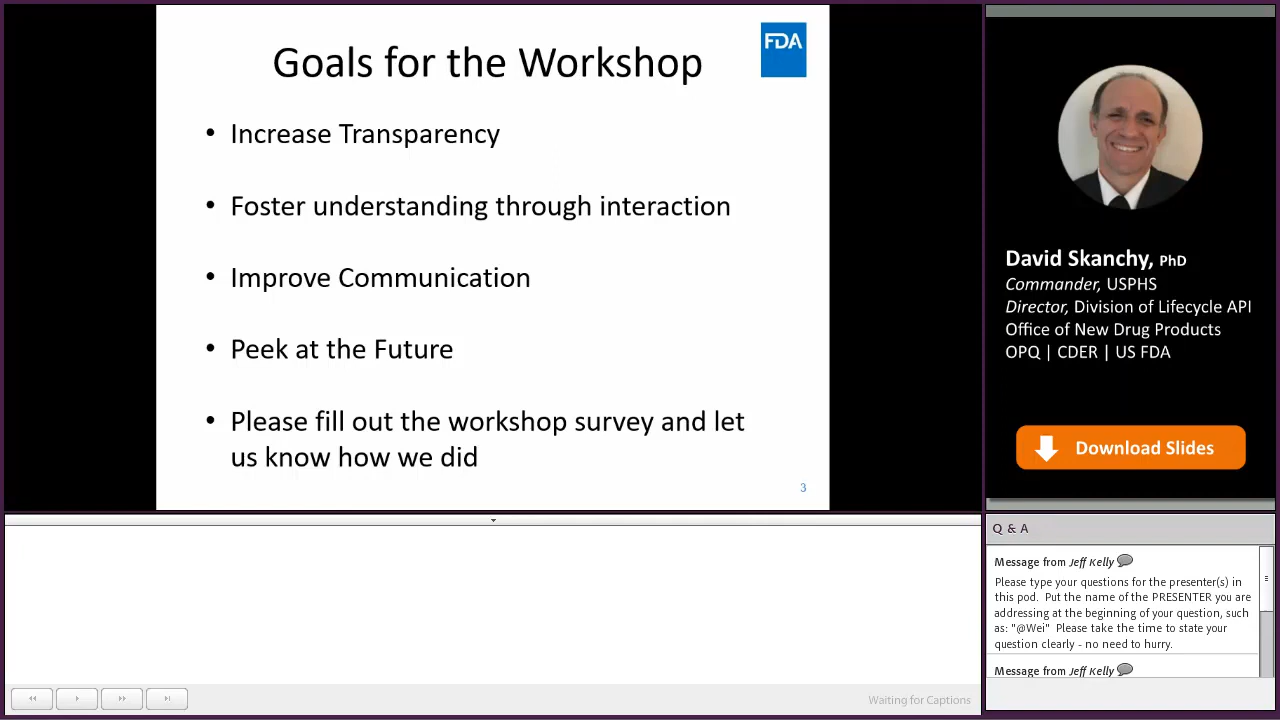 Goals for the Workshop
FDA
• Increase Transparency
• Foster understanding through interaction
• Improve Communication
• Peek at the Future
• Please fill out the workshop survey and let
us know how we did
3
David Skanchy, PhD
Commander, USPHS
Director, Division of Lifecycle API
Office of New Drug Products
OPQ | CDER | US FDA
Download Slides
Q & A
Message from Jeff Kelly
Please type your questions for the presenter(s) in
this pod. Put the name of the PRESENTER you are
addressing at the beginning of your question, such
as: "@Wei" Please take the time to state your
question clearly - no need to hurry.
Message from Jeff Kelly
Waiting for Captions